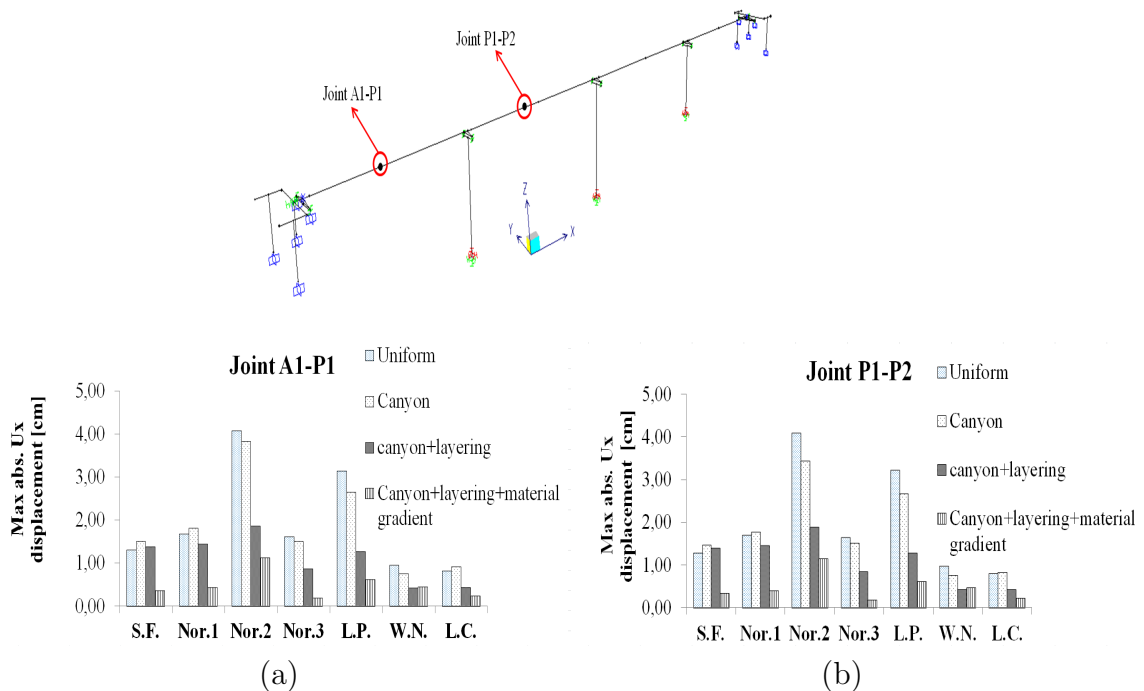 Joint P1-P2
Joint A1-P1
Z
Y
X
Joint A1-P1
Max abs. Ux
displacement [cm]
5,00
4,00
3,00
2,00
1,00
0,00
Uniform
Canyon
canyon+layering
Canyon+layering+material
gradient
S.F. Nor.1 Nor.2 Nor.3 L.P. W.N. L.C.
(a)
Joint P1-P2
Max abs. Ux
displacement [cm]
5,00
4,00
3,00
2,00
1,00
0,00
Uniform
Canyon
canyon+layering
Canyon+layering+material
gradient
S.F. Nor.1 Nor.2 Nor.3 L.P. W.N. L.C.
(b)